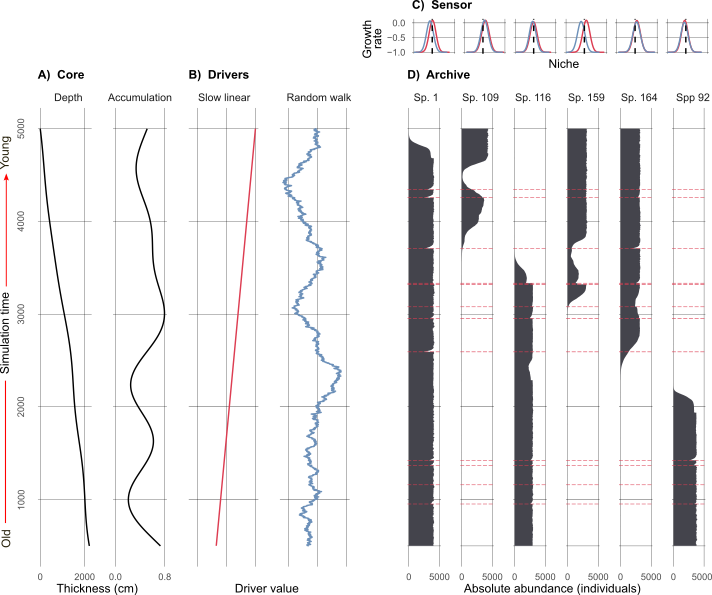 C) Sensor
Growth rate
0.0
−0.5
−1.0
Niche
A) Core
B) Drivers
D) Archive
Depth
Accumulation
Slow linear
Random walk
Sp. 1
Sp. 109
Sp. 116
Sp. 159
Sp. 164
Spp 92
Simulation time
Young
Old
5000
4000
3000
2000
1000
0
2000
0.0
0.8
0
5000
0
5000
0
5000
0
5000
0
5000
0
5000
Thickness (cm)
Driver value
Absolute abundance (individuals)